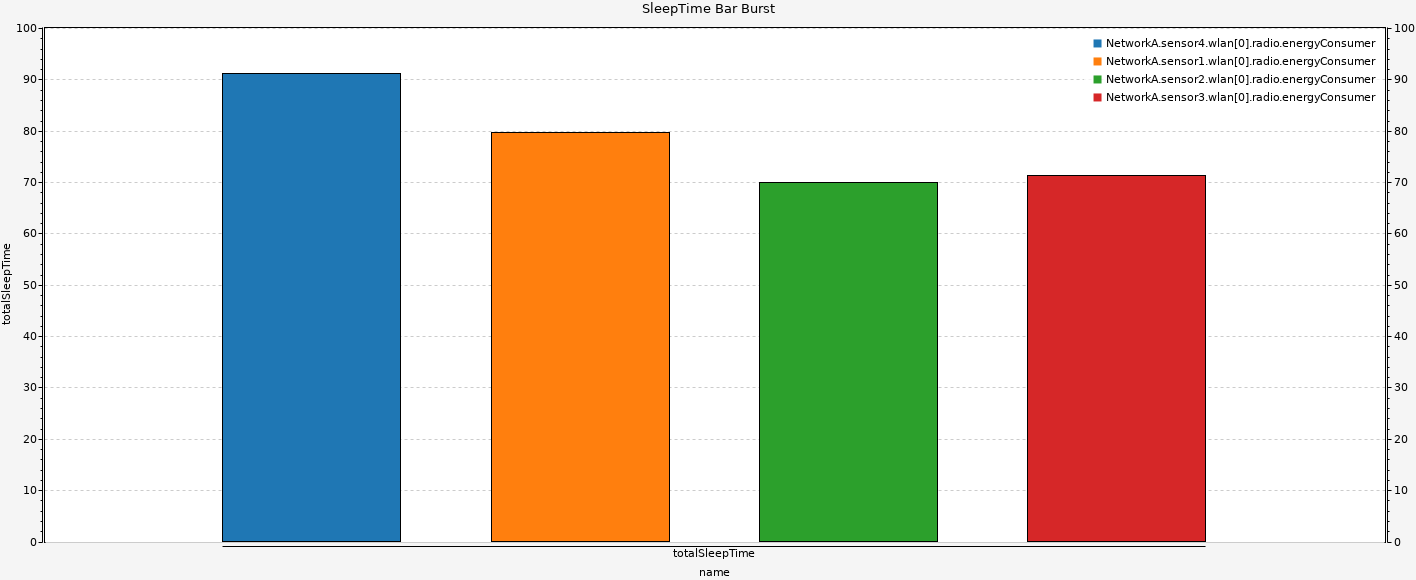 SleepTime Bar Burst
100
90
80
70
60
50
40
30
20
10
0
totalSleepTime
NetworkA.sensor4.wlan[0].radio.energyConsumer
NetworkA.sensor1.wlan[0].radio.energyConsumer
NetworkA.sensor2.wlan[0].radio.energyConsumer
NetworkA.sensor3.wlan[0].radio.energyConsumer
100
90
80
70
60
50
40
30
20
10
0
totalSleepTime
name